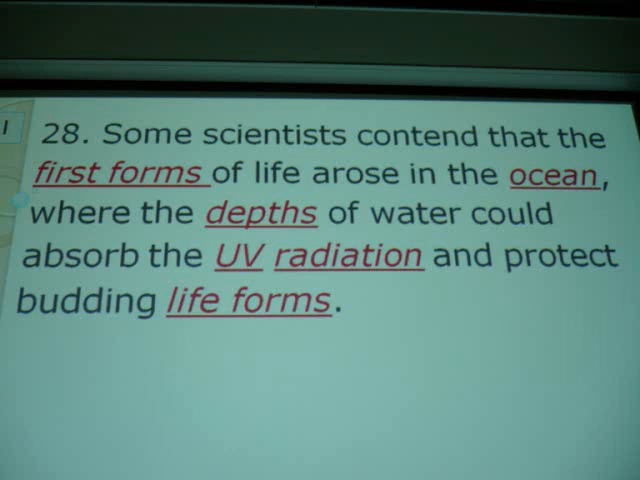 28. Some scientists contend that the
first forms of life arose in the ocean,
where the depths of water could
absorb the UV radiation and protect
budding life forms.